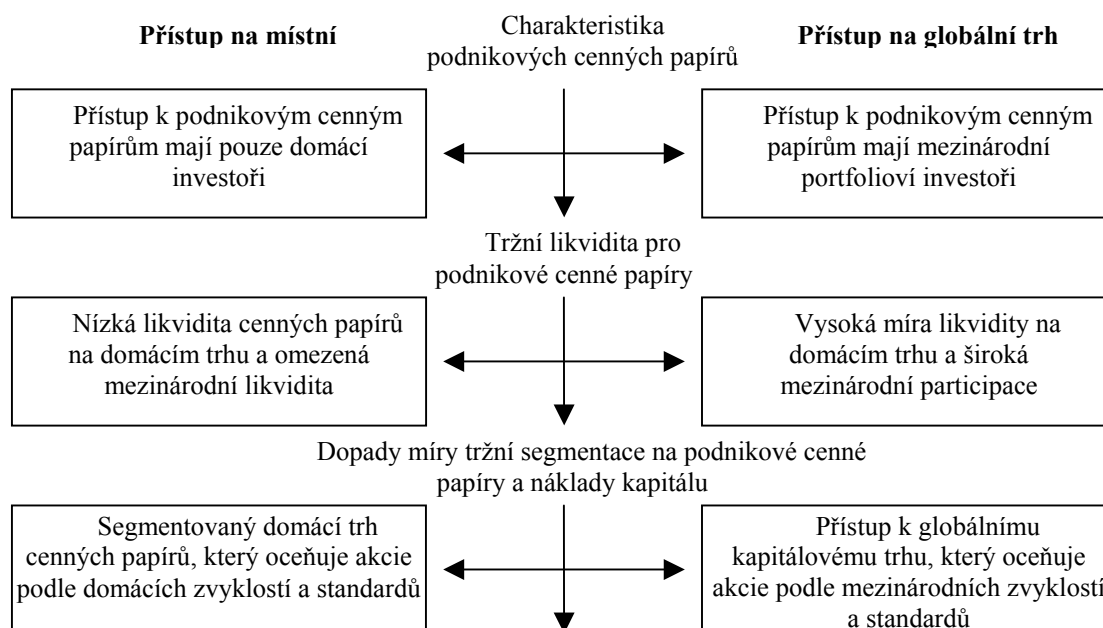 Přístup na místní
Charakteristika
podnikových cenných papírů
Přístup na globální trh
Přístup k podnikovým cenným
papírům mají pouze domácí
investoři
Přístup k podnikovým cenným
papírům mají mezinárodní
portfolioví investoři
Tržní likvidita pro
podnikové cenné papíry
Nízká likvidita cenných papírů
na domácím trhu a omezená
mezinárodní likvidita
Vysoká míra likvidity na
domácím trhu a široká
mezinárodní participace
Dopady míry tržní segmentace na podnikové cenné
papíry a náklady kapitálu
Segmentovaný domácí trh
cenných papírů, který oceňuje akcie
podle domácích zvyklostí a standardů
Přístup k globálnímu
kapitálovému trhu, který oceňuje
akcie podle mezinárodních zvyklostí
a standardů